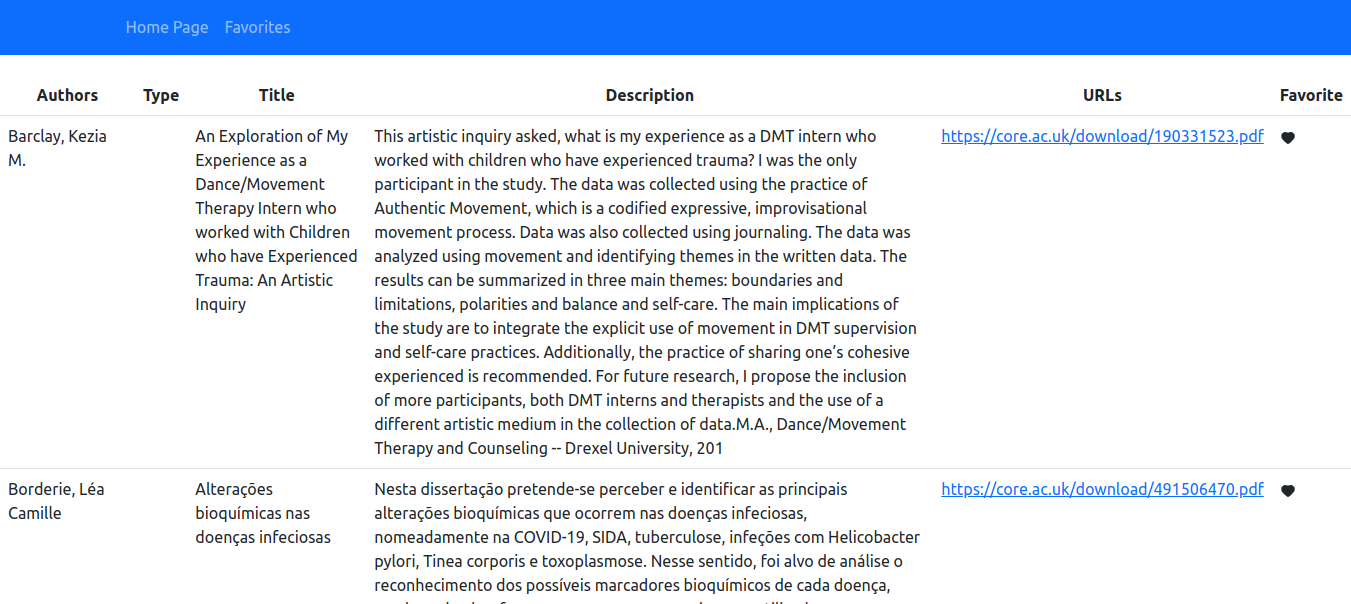 Home Page Favorites
Authors Type Title Description URLs Favorite
Barclay, Kezia
M.
An Exploration of My
Experience as a
Dance/Movement
Therapy Intern who
worked with Children
who have Experienced
Trauma: An Artistic
Inquiry
This artistic inquiry asked, what is my experience as a DMT intern who
worked with children who have experienced trauma? I was the only
participant in the study. The data was collected using the practice of
Authentic Movement, which is a codified expressive, improvisational
movement process. Data was also collected using journaling. The data was
analyzed using movement and identifying themes in the written data. The
results can be summarized in three main themes: boundaries and
limitations, polarities and balance and self-care. The main implications of
the study are to integrate the explicit use of movement in DMT supervision
and self-care practices. Additionally, the practice of sharing one’s cohesive
experienced is recommended. For future research, I propose the inclusion
of more participants, both DMT interns and therapists and the use of a
different artistic medium in the collection of data.M.A., Dance/Movement
Therapy and Counseling -- Drexel University, 201
https://core.ac.uk/download/190331523.pdf
Borderie, Léa
Camille
Alterações
bioquímicas nas
doenças infeciosas
Nesta dissertação pretende-se perceber e identificar as principais
alterações bioquímicas que ocorrem nas doenças infeciosas,
nomeadamente na COVID-19, SIDA, tuberculose, infeções com Helicobacter
pylori, Tinea corporis e toxoplasmose. Nesse sentido, foi alvo de análise o
reconhecimento dos possíveis marcadores bioquímicos de cada doença,
https://core.ac.uk/download/491506470.pdf